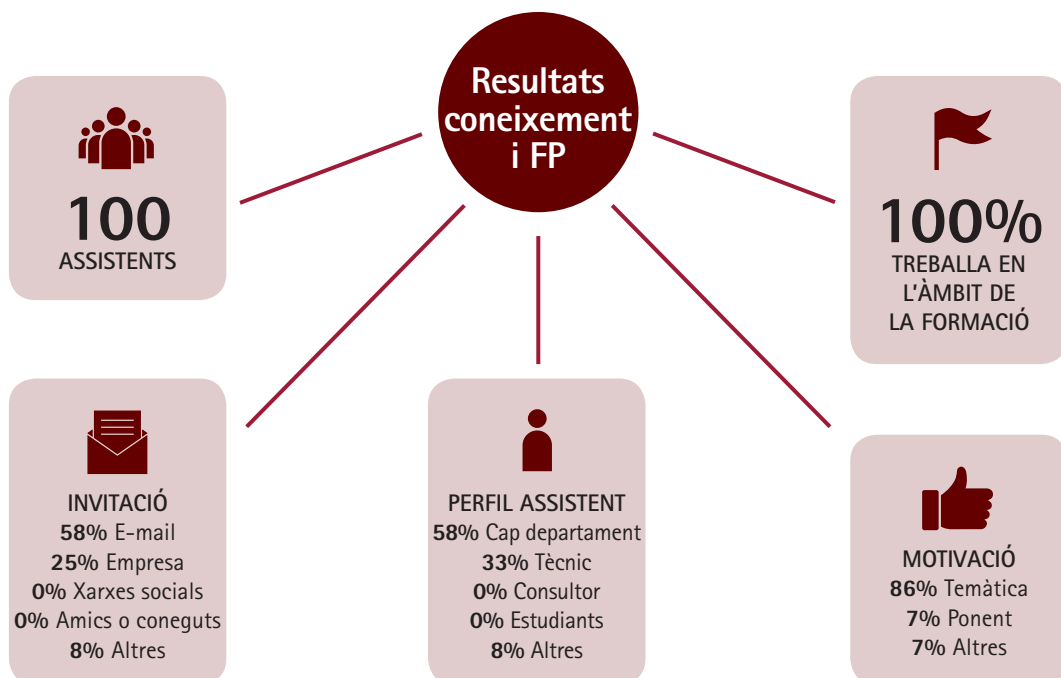 Resultats
coneixement
i FP
100
ASSISTENTS
100%
TREBALLA EN
L'ÀMBIT DE
LA FORMACIÓ
INVITACIÓ
58% E-mail
25% Empresa
0% Xarxes socials
0% Amics o coneguts
8% Altres
PERFIL ASSISTENT
58% Cap departament
33% Tècnic
0% Consultor
0% Estudiants
8% Altres
MOTIVACIÓ
86% Temàtica
7% Ponent
7% Altres